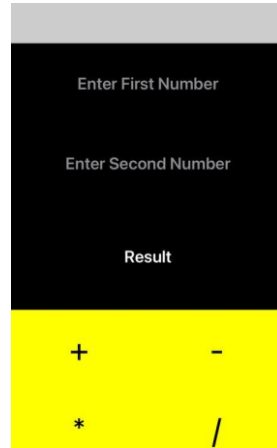 Enter First Number
Enter Second Number
Result
+ -
* /